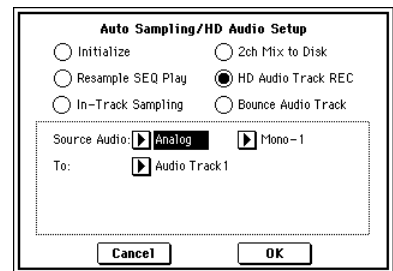 Auto Sampling/HD Audio Setup
Initialize 2ch Mix to Disk
Resample SEQ Play HD Audio Track REC
In-Track Sampling Bounce Audio Track
Source Audio: Analog Mono-1
To: Audio Track1
Cancel OK